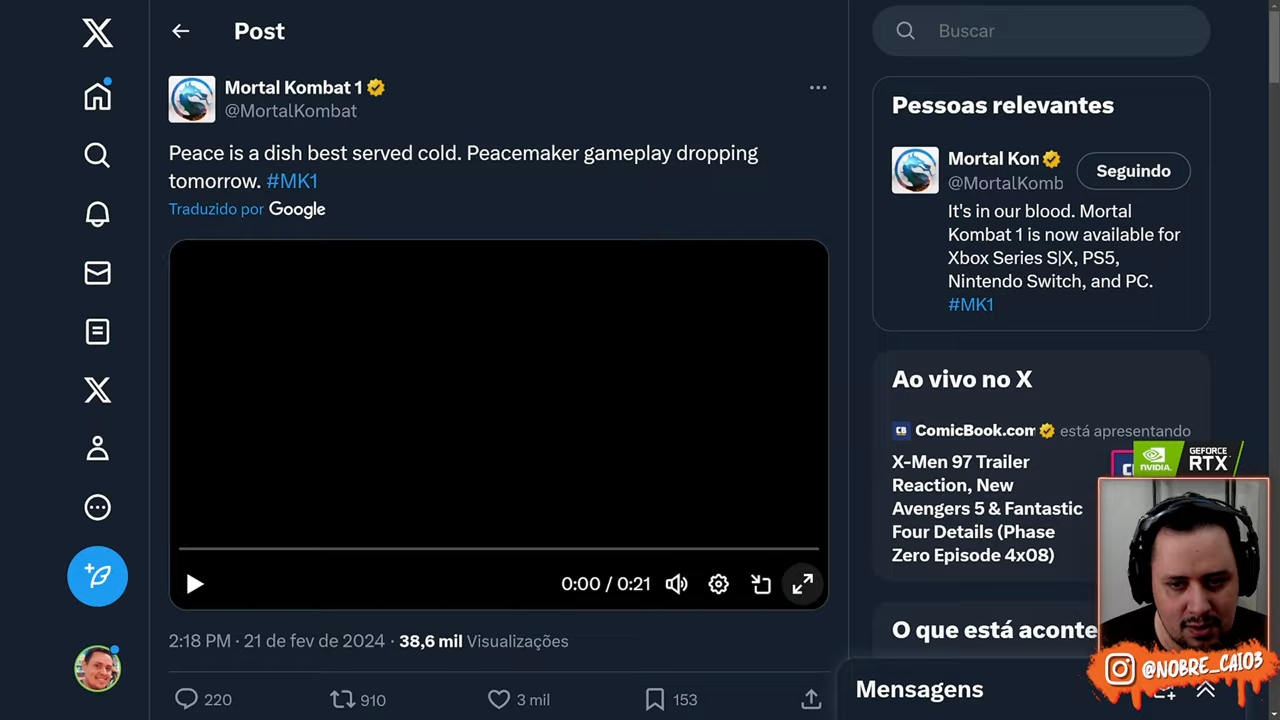 Post
Mortal Kombat 1
@MortalKombat
Peace is a dish best served cold. Peacemaker gameplay dropping
tomorrow. #MK1
Traduzido por Google
0:00 / 0:21
2:18 PM · 21 de fev de 2024 · 38,6 mil Visualizações
220
910
3 mil
153
Buscar
Pessoas relevantes
Mortal Kon
@MortalKomb
Seguindo
It's in our blood. Mortal
Kombat 1 is now available for
Xbox Series S|X, PS5,
Nintendo Switch, and PC.
#MK1
Ao vivo no X
CB ComicBook.com está apresentando
X-Men 97 Trailer
Reaction, New
Avengers 5 & Fantastic
Four Details (Phase
Zero Episode 4x08)
NVIDIA.
GEFORCE
RTX
O que está aconte
Mensagens
@NOBRE_CAIO3